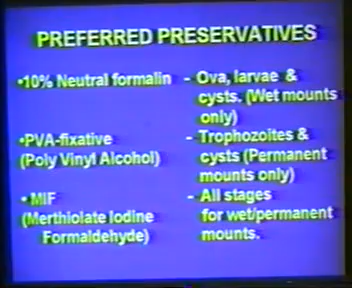 PREFERRED PRESERVATIVES
•10% Neutral formalin - Ova, larvae &
cysts. (Wet mounts
only)
•PVA-fixative - Trophozoites &
(Poly Vinyl Alcohol) cysts (Permanent
mounts only)
• MIF - All stages
(Merthiolate Iodine for wet/permanent
Formaldehyde) mounts.